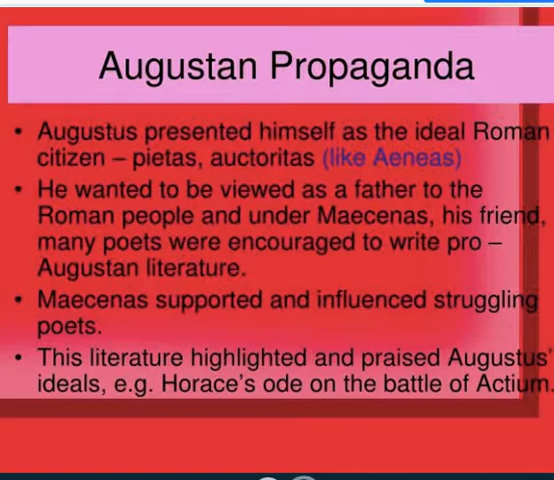 Augustan Propaganda
• Augustus presented himself as the ideal Roman
citizen – pietas, auctoritas (like Aeneas)
• He wanted to be viewed as a father to the
Roman people and under Maecenas, his friend,
many poets were encouraged to write pro –
Augustan literature.
• Maecenas supported and influenced struggling
poets.
• This literature highlighted and praised Augustus'
ideals, e.g. Horace's ode on the battle of Actium.